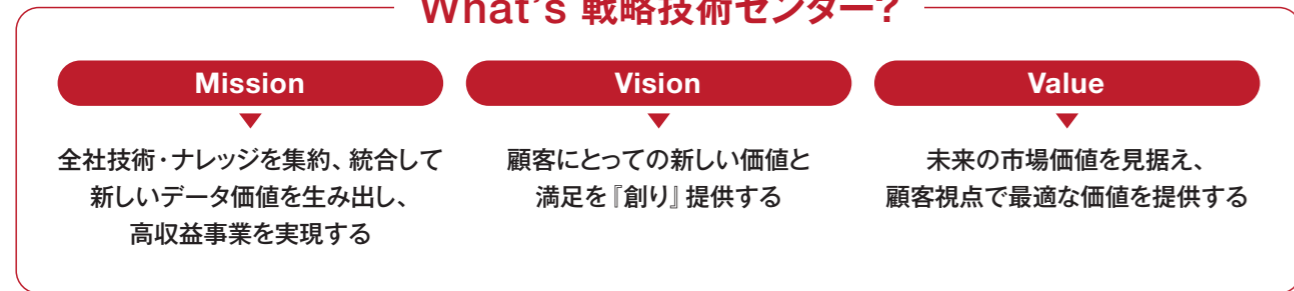 What's 戦略技術センター?
Mission
全社技術・ナレッジを集約、統合して
新しいデータ価値を生み出し、
高収益事業を実現する
Vision
顧客にとっての新しい価値と
満足を『創り』提供する
Value
未来の市場価値を見据え、
顧客視点で最適な価値を提供する